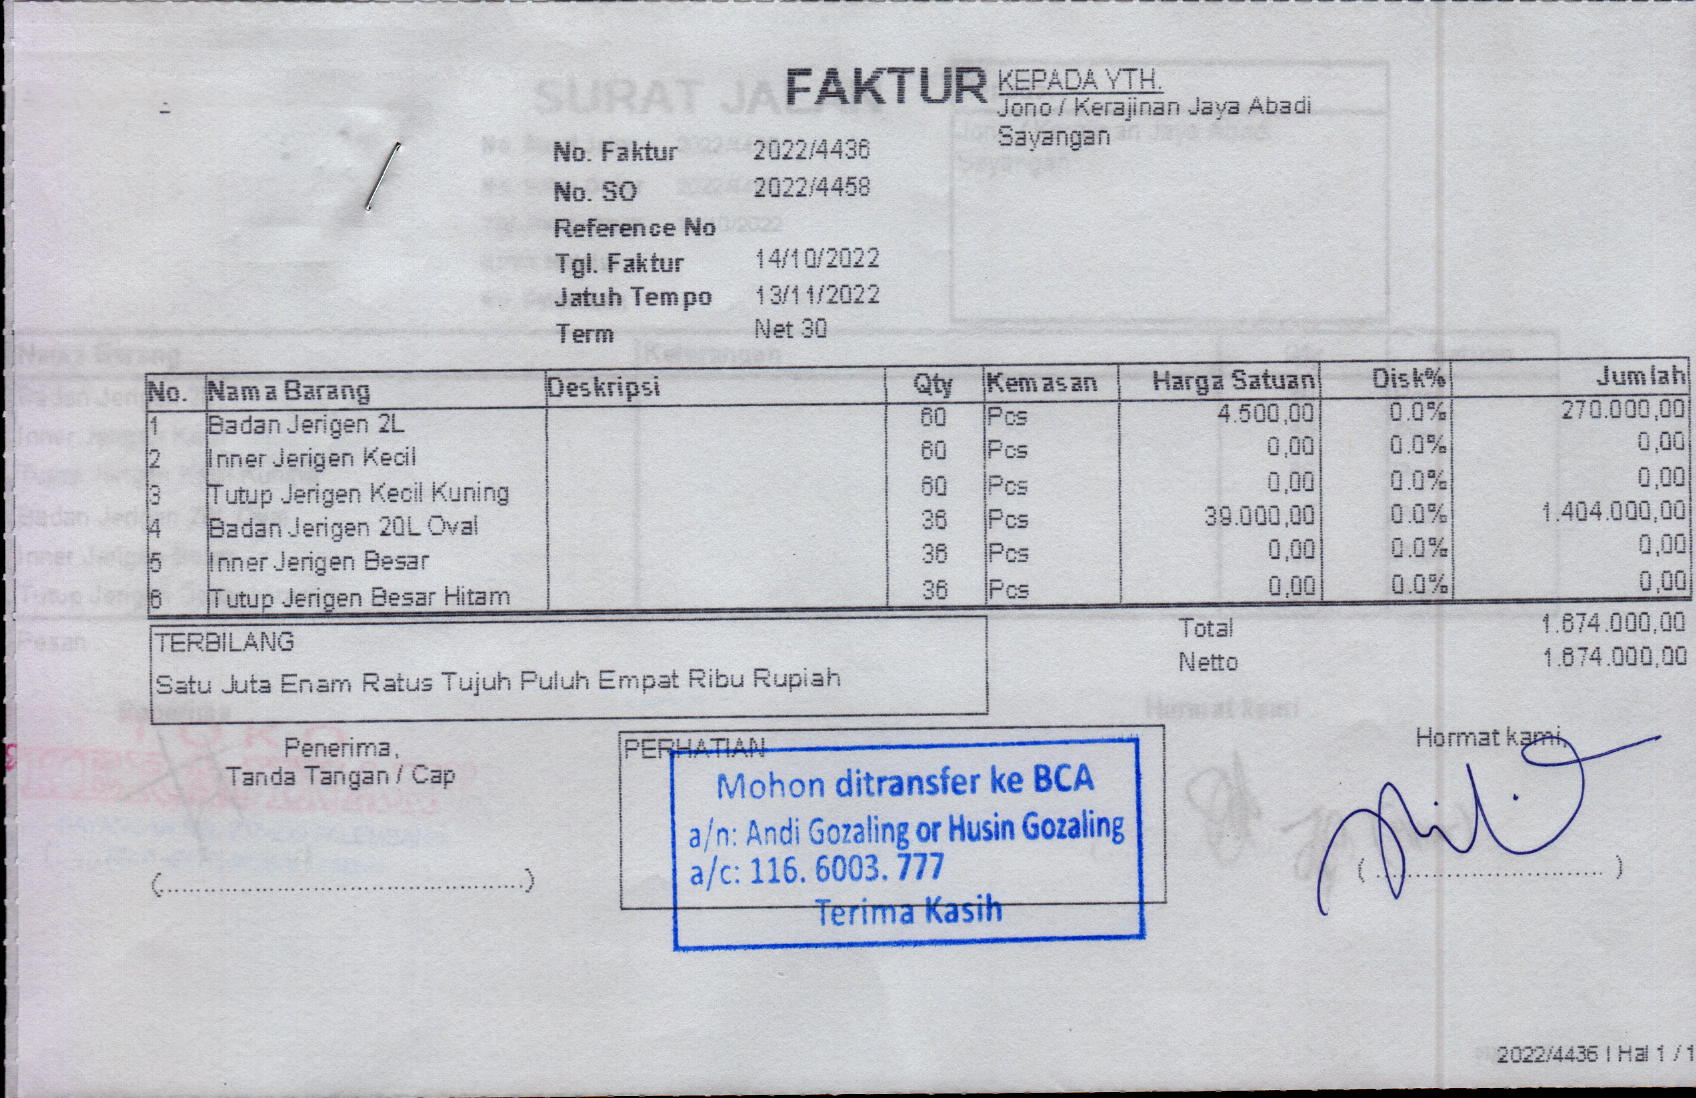 FAKTUR
KEPADA YTH.
Jono / Kerajinan Jaya Abadi
Sayangan
No. Faktur 2022/4436
No. SO 2022/4458
Reference No
Tgl. Faktur 14/10/2022
Jatuh Tempo 13/11/2022
Term Net 30
No. Nama Barang Deskripsi Qty Kemasan Harga Satuan Disk% Jumlah
1 Badan Jerigen 2L 60 Pcs 4.500,00 0.0% 270.000,00
2 Inner Jerigen Kecil 60 Pcs 0,00 0.0% 0,00
3 Tutup Jerigen Kecil Kuning 60 Pcs 0,00 0.0% 0,00
4 Badan Jerigen 20L Oval 36 Pcs 39.000,00 0.0% 1.404.000,00
5 Inner Jerigen Besar 36 Pcs 0,00 0.0% 0,00
6 Tutup Jerigen Besar Hitam 36 Pcs 0,00 0.0% 0,00
Total 1.674.000,00
Netto 1.674.000,00
TERBILANG
Satu Juta Enam Ratus Tujuh Puluh Empat Ribu Rupiah
Penerima,
Tanda Tangan / Cap
(............................................)
PERHATIAN
Mohon ditransfer ke BCA
a/n: Andi Gozaling or Husin Gozaling
a/c: 116. 6003. 777
Terima Kasih
Hormat kami,
(............................)
2022/4436 | Hal 1 / 1